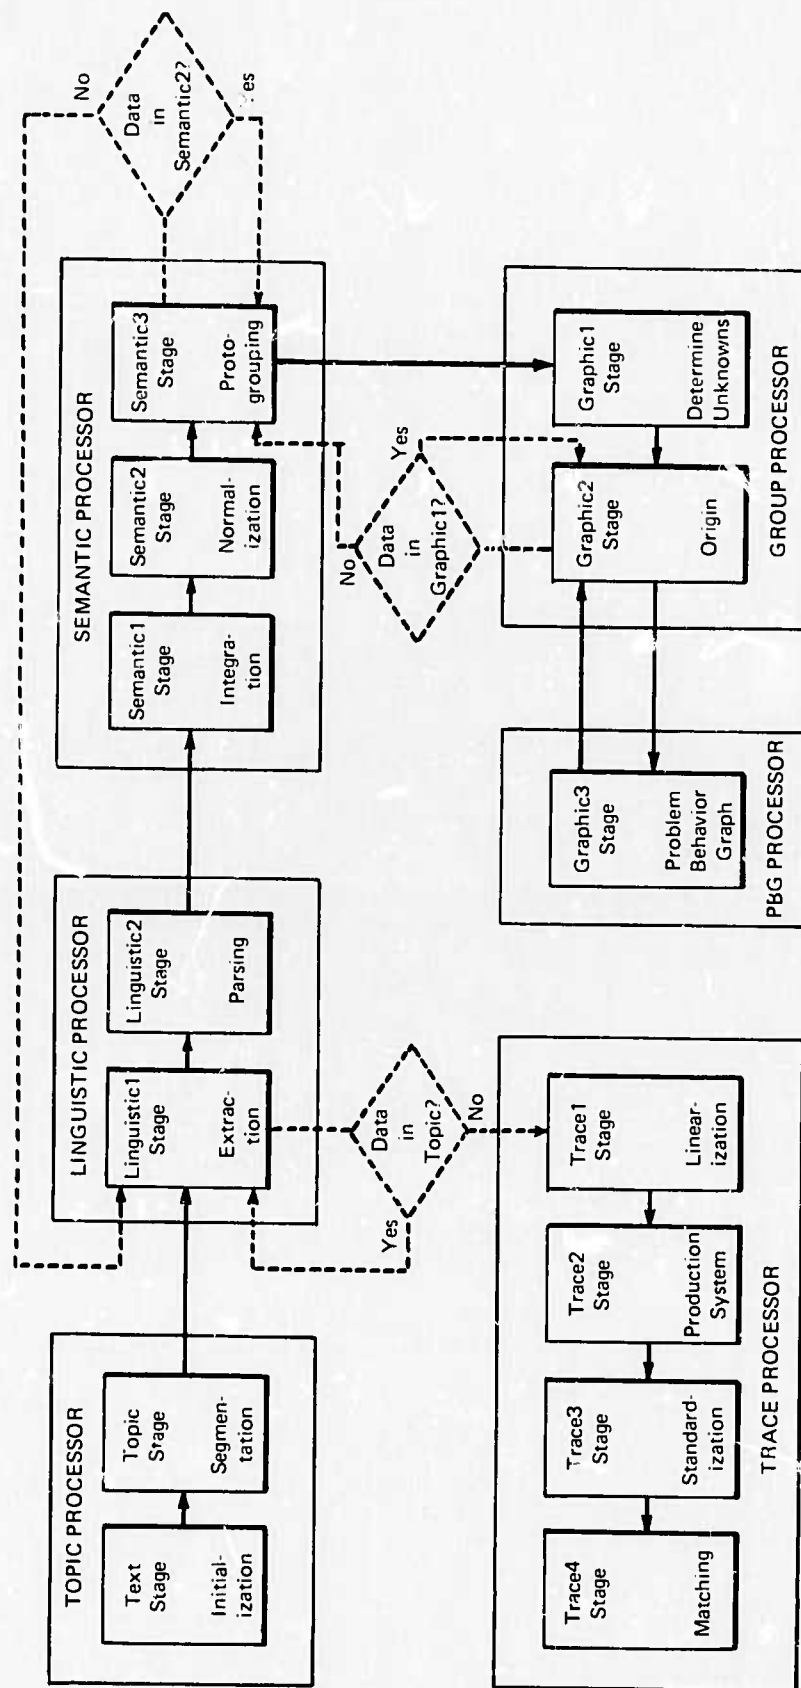 TOPIC PROCESSOR
Text
Stage
Initial-
ization
Topic
Stage
Segmen-
tation
LINGUISTIC PROCESSOR
Linguistic1
Stage
Extrac-
tion
Linguistic2
Stage
Parsing
SEMANTIC PROCESSOR
Semantic1
Stage
Integra-
tion
Semantic2
Stage
Normal-
ization
Semantic3
Stage
Proto-
grouping
No
Data
in
Semantic2?
Yes
Yes
Data
in
Topic?
No
No
Data
in
Graphic1?
Yes
Trace4
Stage
Matching
Trace3
Stage
Standard-
ization
Trace2
Stage
Production
System
Trace1
Stage
Linear-
ization
TRACE PROCESSOR
Graphic3
Stage
Problem
Behavior
Graph
PBG PROCESSOR
Graphic2
Stage
Origin
Graphic1
Stage
Determine
Unknowns
GROUP PROCESSOR